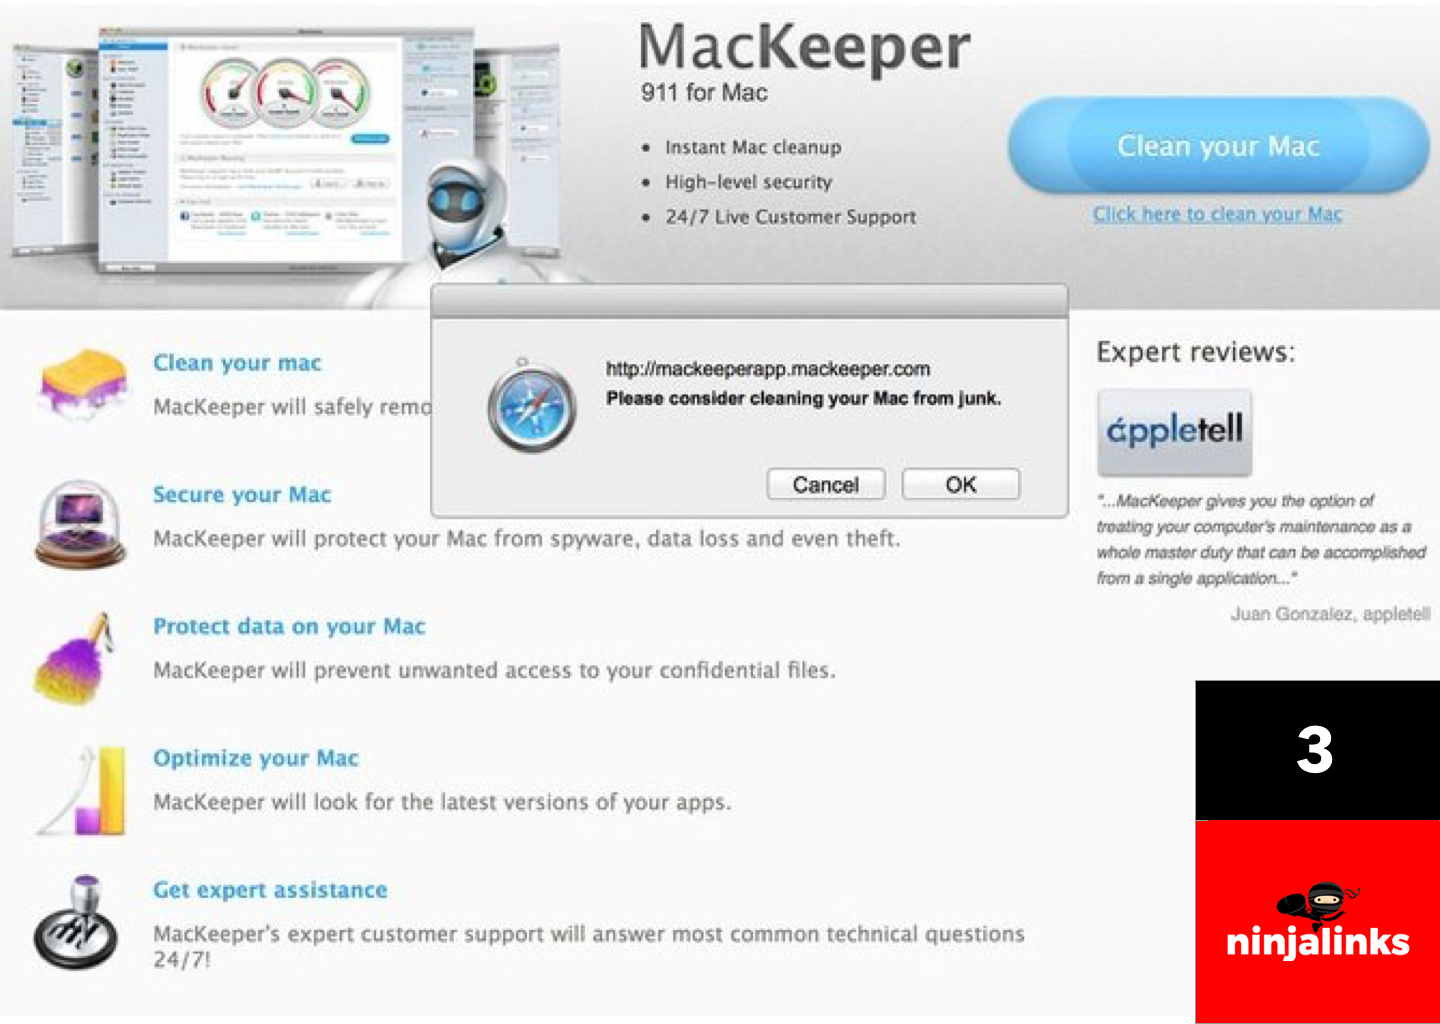 MacKeeper
911 for Mac
• Instant Mac cleanup
• High-level security
• 24/7 Live Customer Support
Clean your Mac
Click here to clean your Mac
http://mackeeperapp.mackeeper.com
Please consider cleaning your Mac from junk.
Cancel
OK
Clean your mac
MacKeeper will safely remo
Secure your Mac
MacKeeper will protect your Mac from spyware, data loss and even theft.
Protect data on your Mac
MacKeeper will prevent unwanted access to your confidential files.
Optimize your Mac
MacKeeper will look for the latest versions of your apps.
Get expert assistance
MacKeeper's expert customer support will answer most common technical questions
24/7!
Expert reviews:
áppletell
"...MacKeeper gives you the option of
treating your computer's maintenance as a
whole master duty that can be accomplished
from a single application..."
Juan Gonzalez, appletell
3
ninjalinks